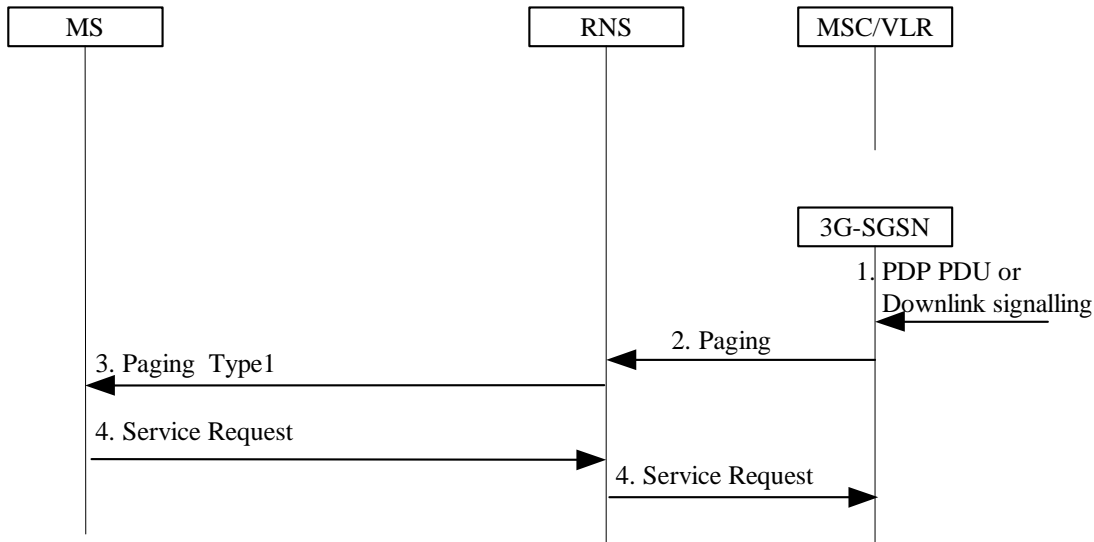 MS
RNS
MSC/VLR
3G-SGSN
1. PDP PDU or
Downlink signalling
2. Paging
3. Paging Type1
4. Service Request
4. Service Request